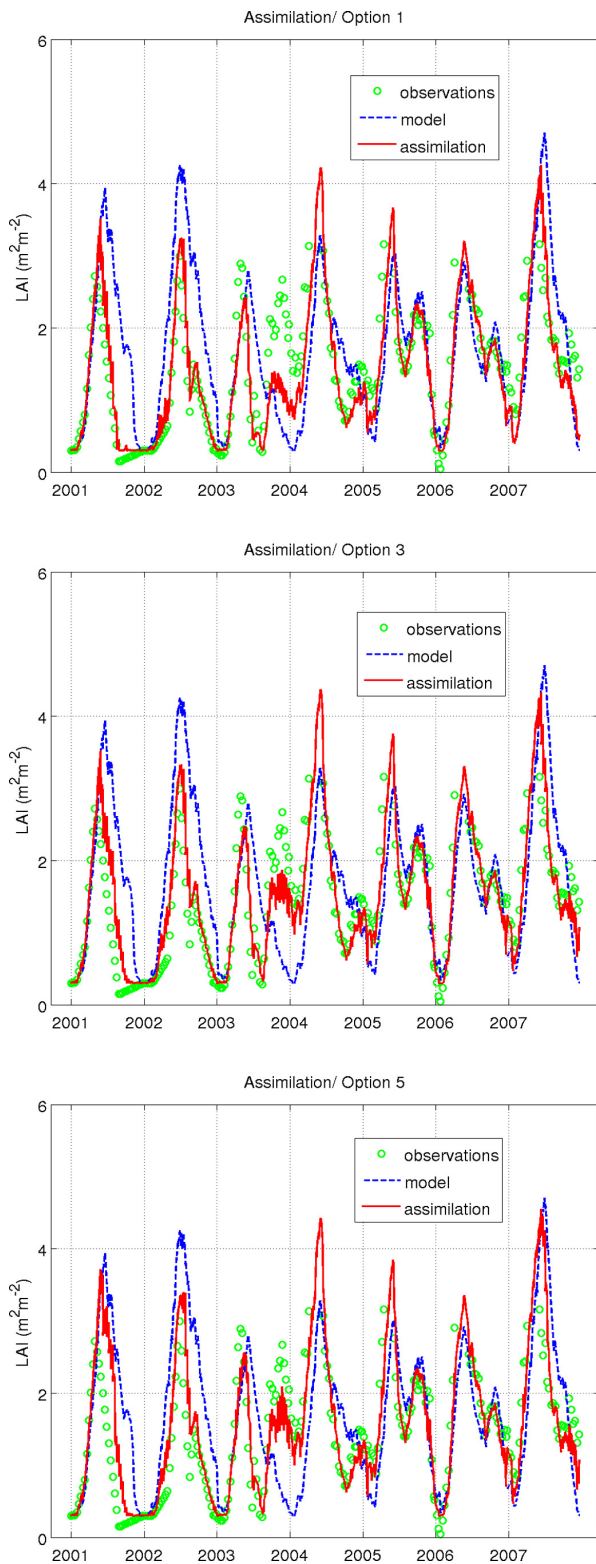 Assimilation/ Option 1
6
4
2
0
LAI (m²m⁻²)
observations
model
assimilation
2001 2002 2003 2004 2005 2006 2007
Assimilation/ Option 3
6
4
2
0
LAI (m²m⁻²)
observations
model
assimilation
2001 2002 2003 2004 2005 2006 2007
Assimilation/ Option 5
6
4
2
0
LAI (m²m⁻²)
observations
model
assimilation
2001 2002 2003 2004 2005 2006 2007